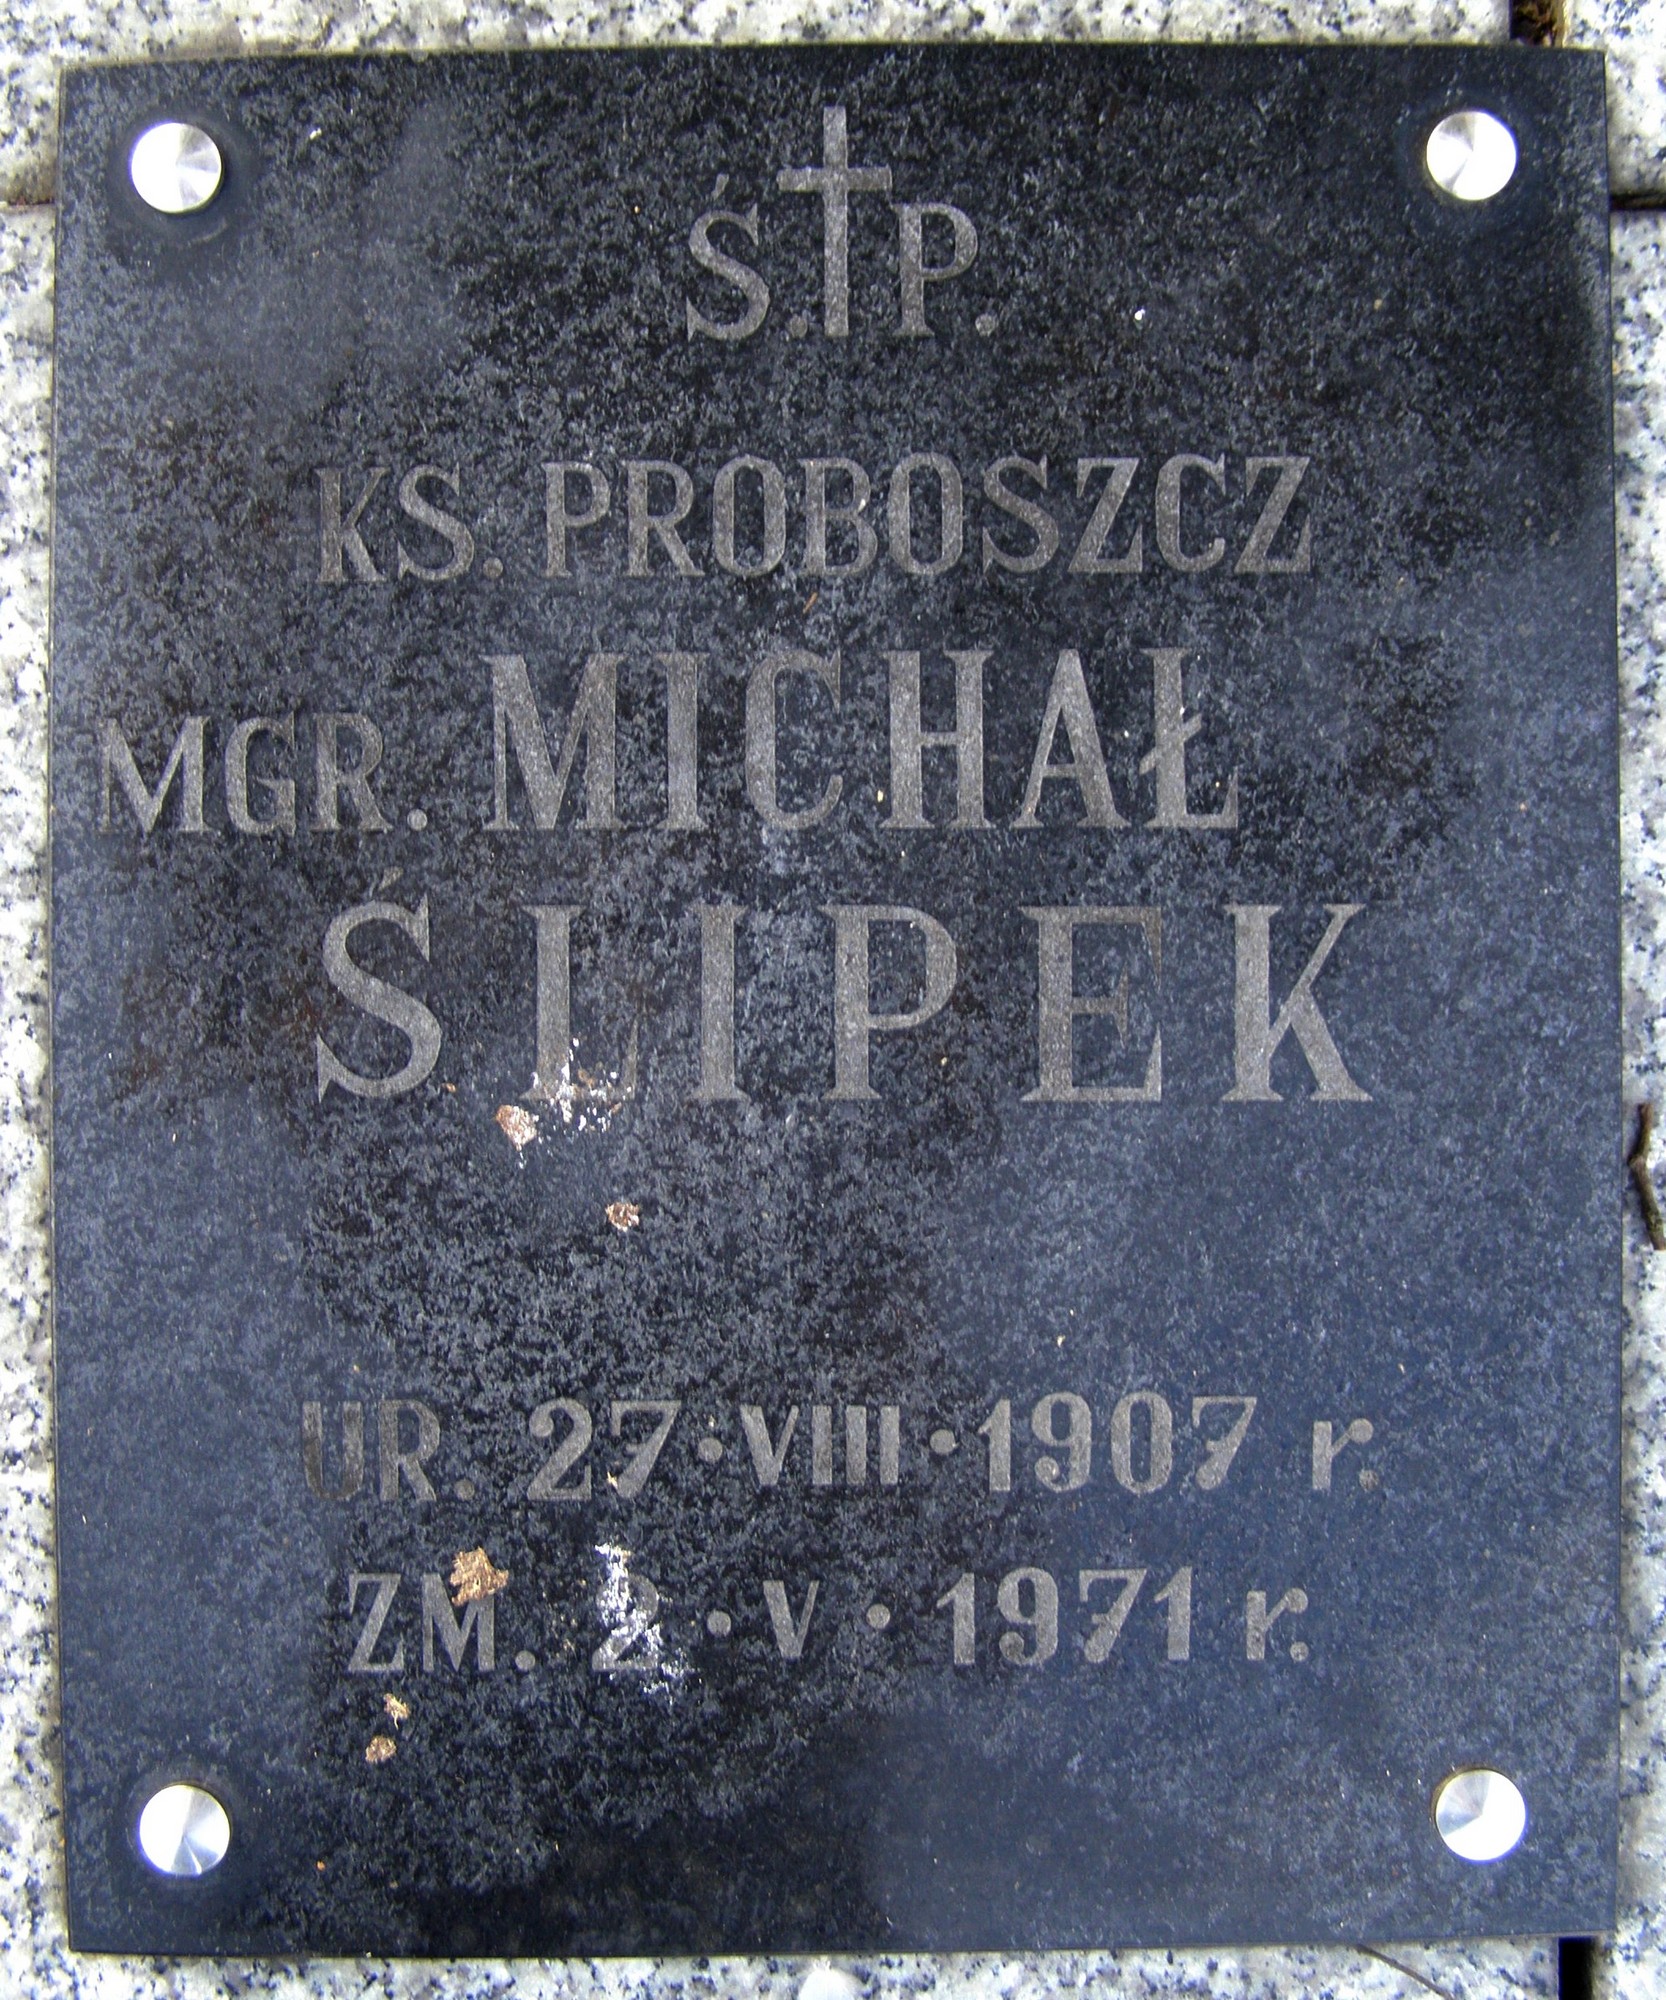 Ś.†P.
KS. PROBOSZCZ
MGR. MICHAŁ
ŚLIPEK
UR. 27·VIII·1907 r.
ZM. 2·V·1971 r.